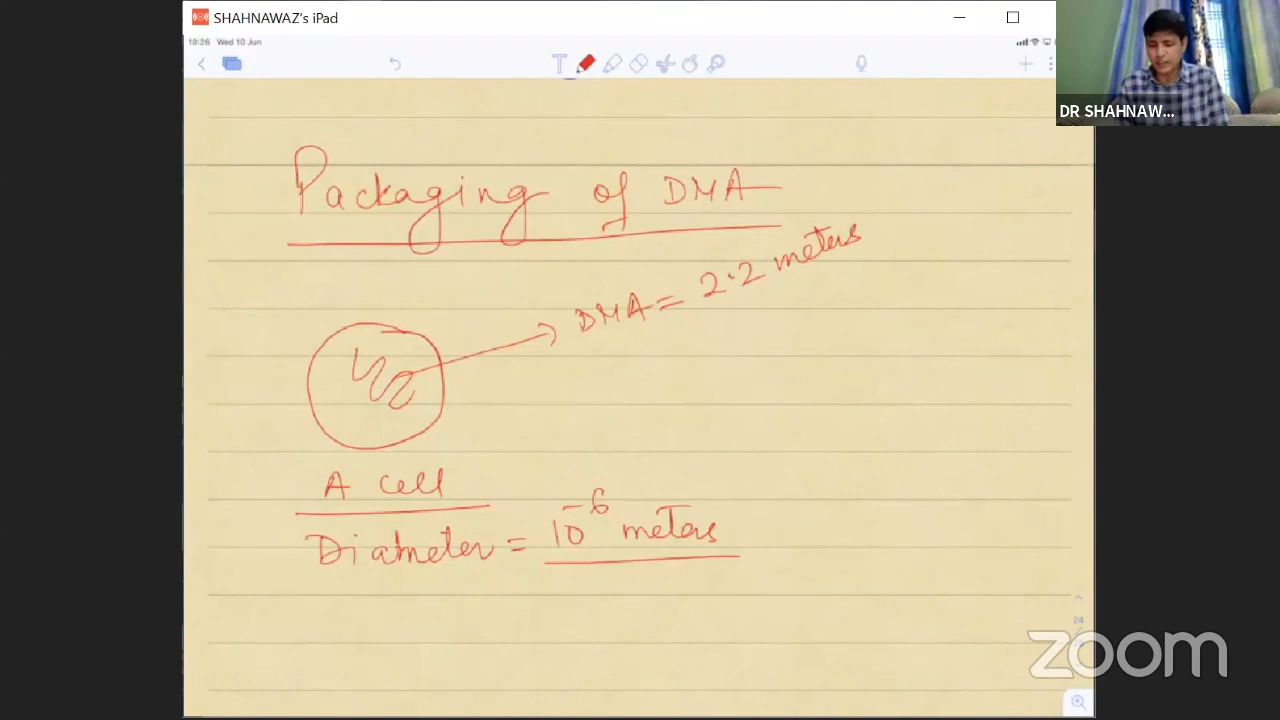 SHAHNAWAZ's iPad
10:26 Wed 10 Jun
DR SHAHNAW...
Packaging of DNA
DNA = 2.2 meters
A cell
Diameter = 10⁻⁶ meters
24
zoom